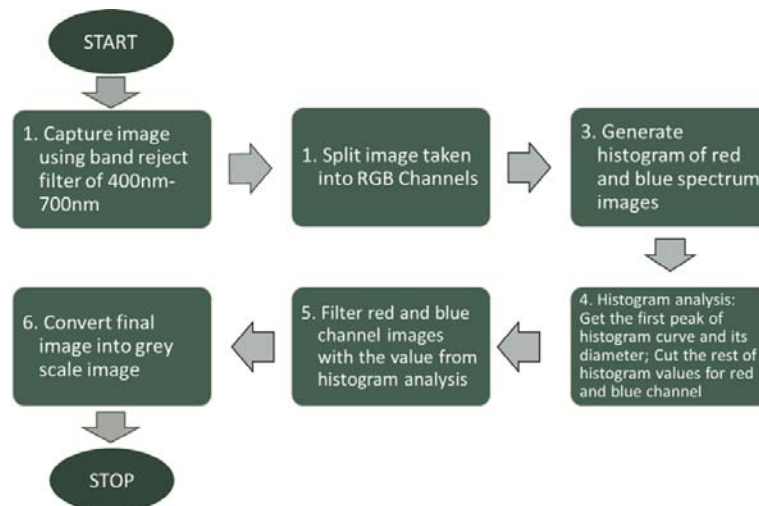 START
1. Capture image
using band reject
filter of 400nm-
700nm
1. Split image taken
into RGB Channels
3. Generate
histogram of red
and blue spectrum
images
4. Histogram analysis:
Get the first peak of
histogram curve and its
diameter; Cut the rest of
histogram values for red
and blue channel
5. Filter red and blue
channel images
with the value from
histogram analysis
6. Convert final
image into grey
scale image
STOP